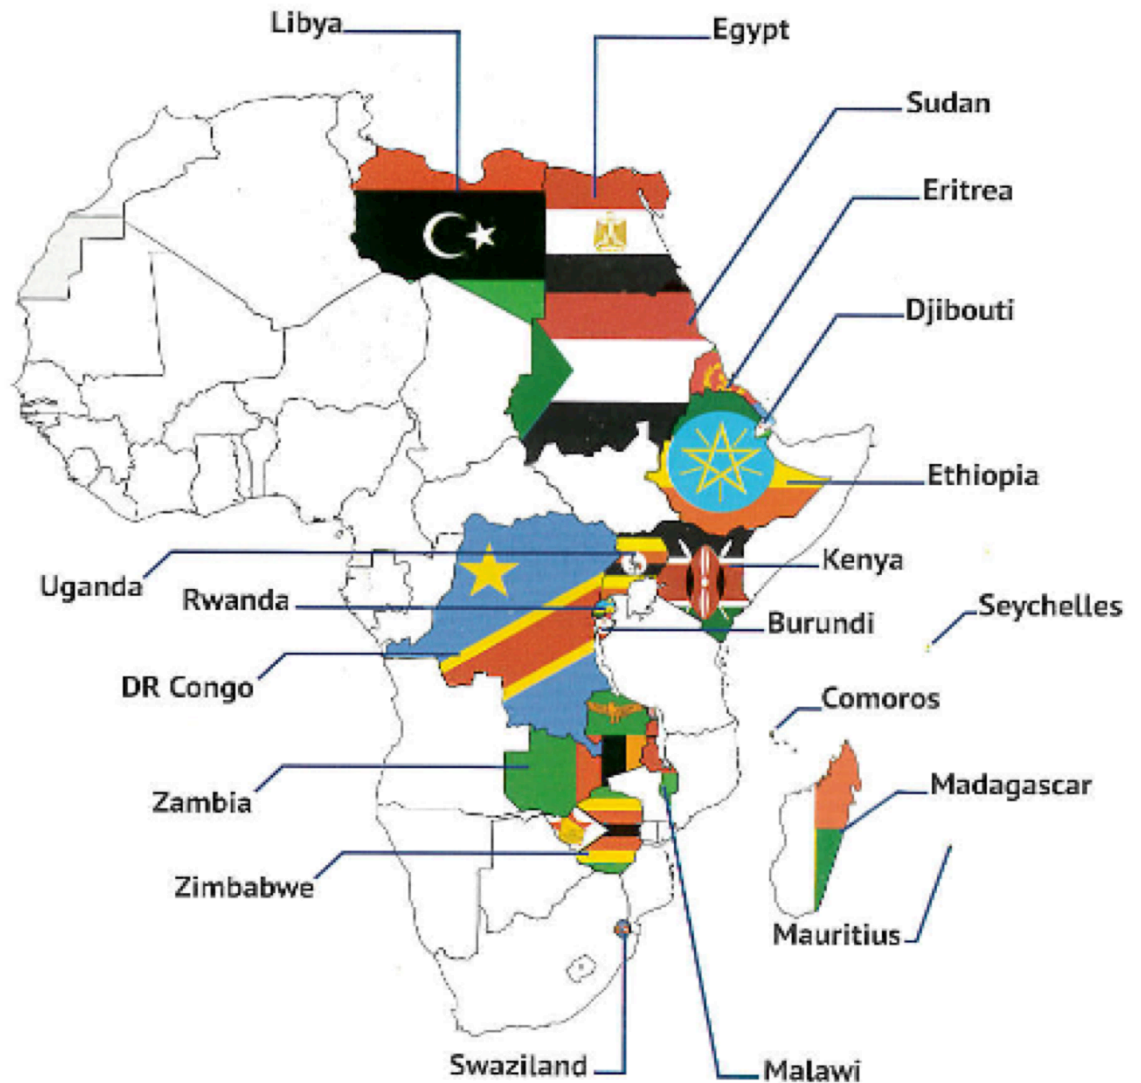 Libya
Egypt
Sudan
Eritrea
Djibouti
Ethiopia
Kenya
Uganda
Rwanda
Seychelles
Burundi
DR Congo
Comoros
Zambia
Madagascar
Zimbabwe
Mauritius
Swaziland
Malawi